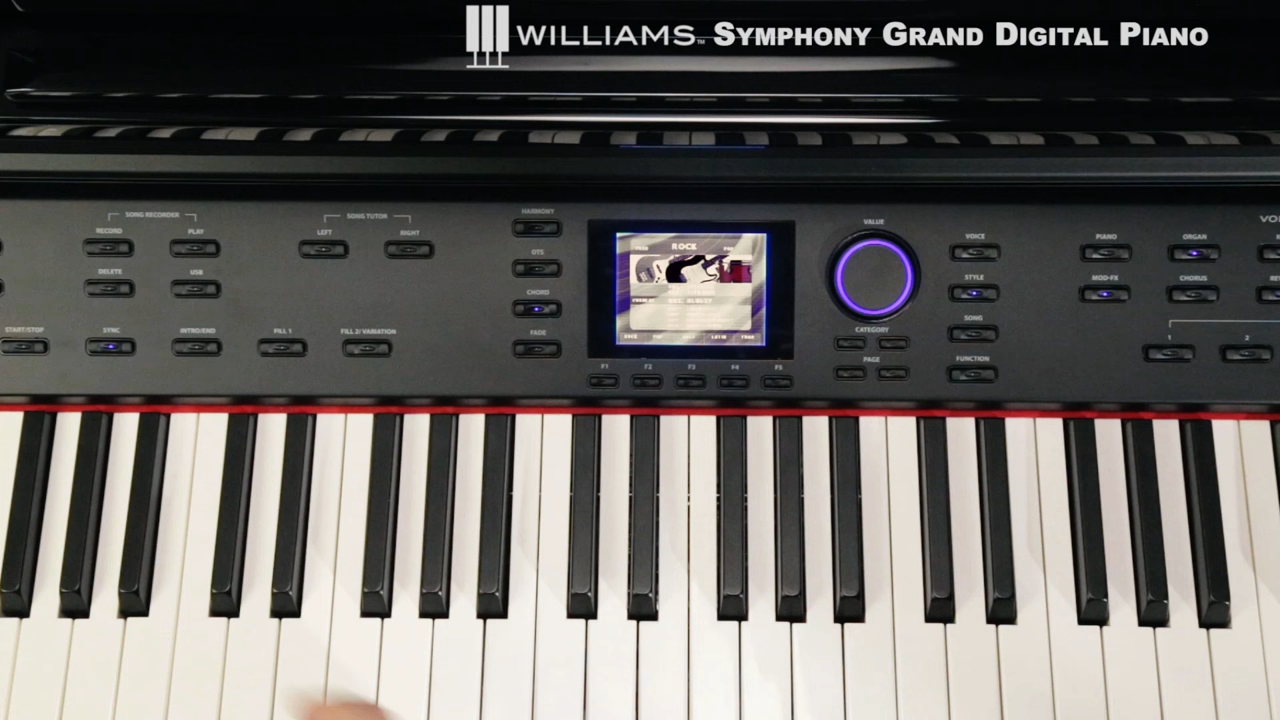 WILLIAMS™ SYMPHONY GRAND DIGITAL PIANO
SONG RECORDER
SONG TUTOR
HARMONY
VALUE
RECORD
PLAY
LEFT
RIGHT
VOICE
PIANO
ORGAN
OTS
DELETE
USB
STYLE
MOD-FX
CHORUS
CHORD
ROCK
SONG
START/STOP
SYNC
INTRO/END
FILL 1
FILL 2/ VARIATION
FADE
CATEGORY
1
2
PAGE
FUNCTION
F1
F2
F3
F4
F5